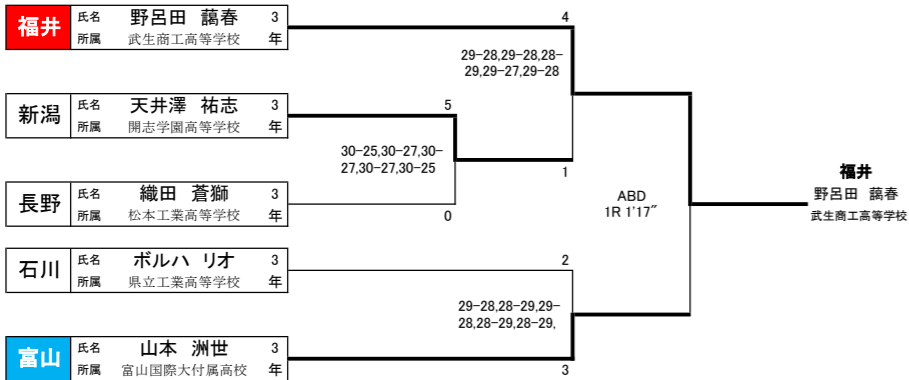 福井 氏名 野呂田 藹春 3
所属 武生商工高等学校 年
4
29-28,29-28,28-
29,29-27,29-28
新潟 氏名 天井澤 祐志 3
所属 開志学園高等学校 年
5
30-25,30-27,30-
27,30-27,30-25
1
長野 氏名 織田 蒼獅 3
所属 松本工業高等学校 年
0
ABD
1R 1'17"
福井
野呂田 藹春
武生商工高等学校
石川 氏名 ボルハ リオ 3
所属 県立工業高等学校 年
2
29-28,28-29,29-
28,28-29,28-29,
富山 氏名 山本 洲世 3
所属 富山国際大付属高校 年
3